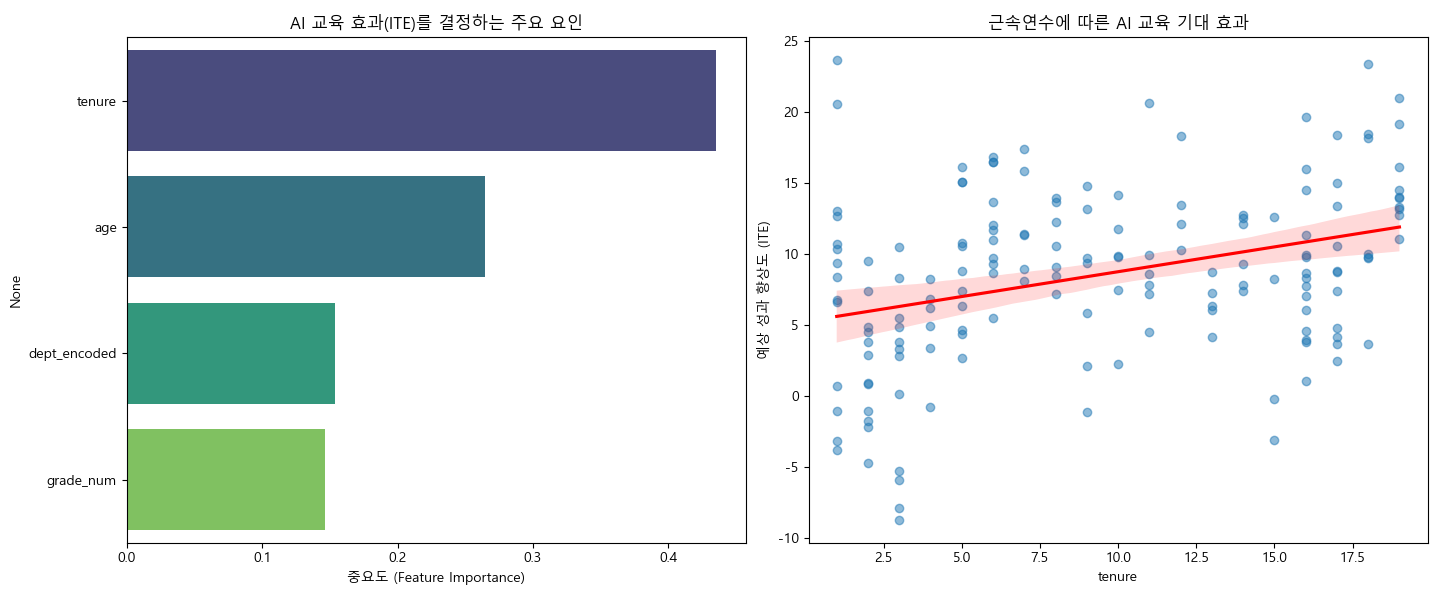 AI 교육 효과(ITE)를 결정하는 주요 요인
None
tenure
age
dept_encoded
grade_num
0.0
0.1
0.2
0.3
0.4
중요도 (Feature Importance)
근속연수에 따른 AI 교육 기대 효과
예상 성과 향상도 (ITE)
25
20
15
10
5
0
-5
-10
2.5
5.0
7.5
10.0
12.5
15.0
17.5
tenure